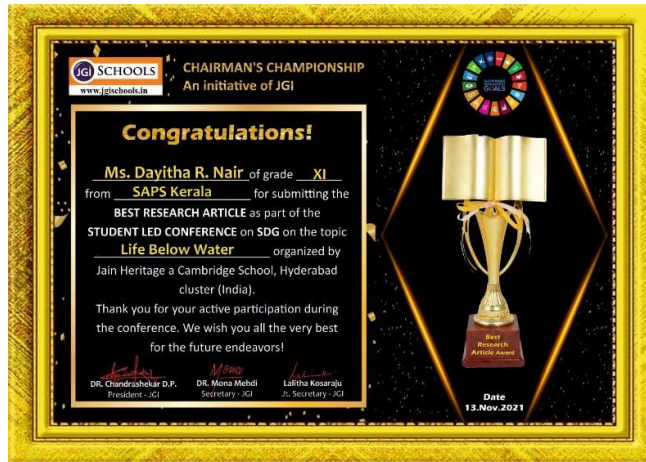 JGI SCHOOLS
www.jgischools.in
CHAIRMAN'S CHAMPIONSHIP
An initiative of JGI
Congratulations!
Ms. Dayitha R. Nair of grade XI
from SAPS Kerala for submitting the
BEST RESEARCH ARTICLE as part of the
STUDENT LED CONFERENCE on SDG on the topic
Life Below Water organized by
Jain Heritage a Cambridge School, Hyderabad
cluster (India).
Thank you for your active participation during
the conference. We wish you all the very best
for the future endeavors!
Mona
DR. Chandrashekar D.P.
President - JGI
DR. Mona Mehdi
Secretary - JGI
Lalitha Kosaraju
Jt. Secretary - JGI
GOALS
Best
Research
Article Award
Date
13.Nov.2021